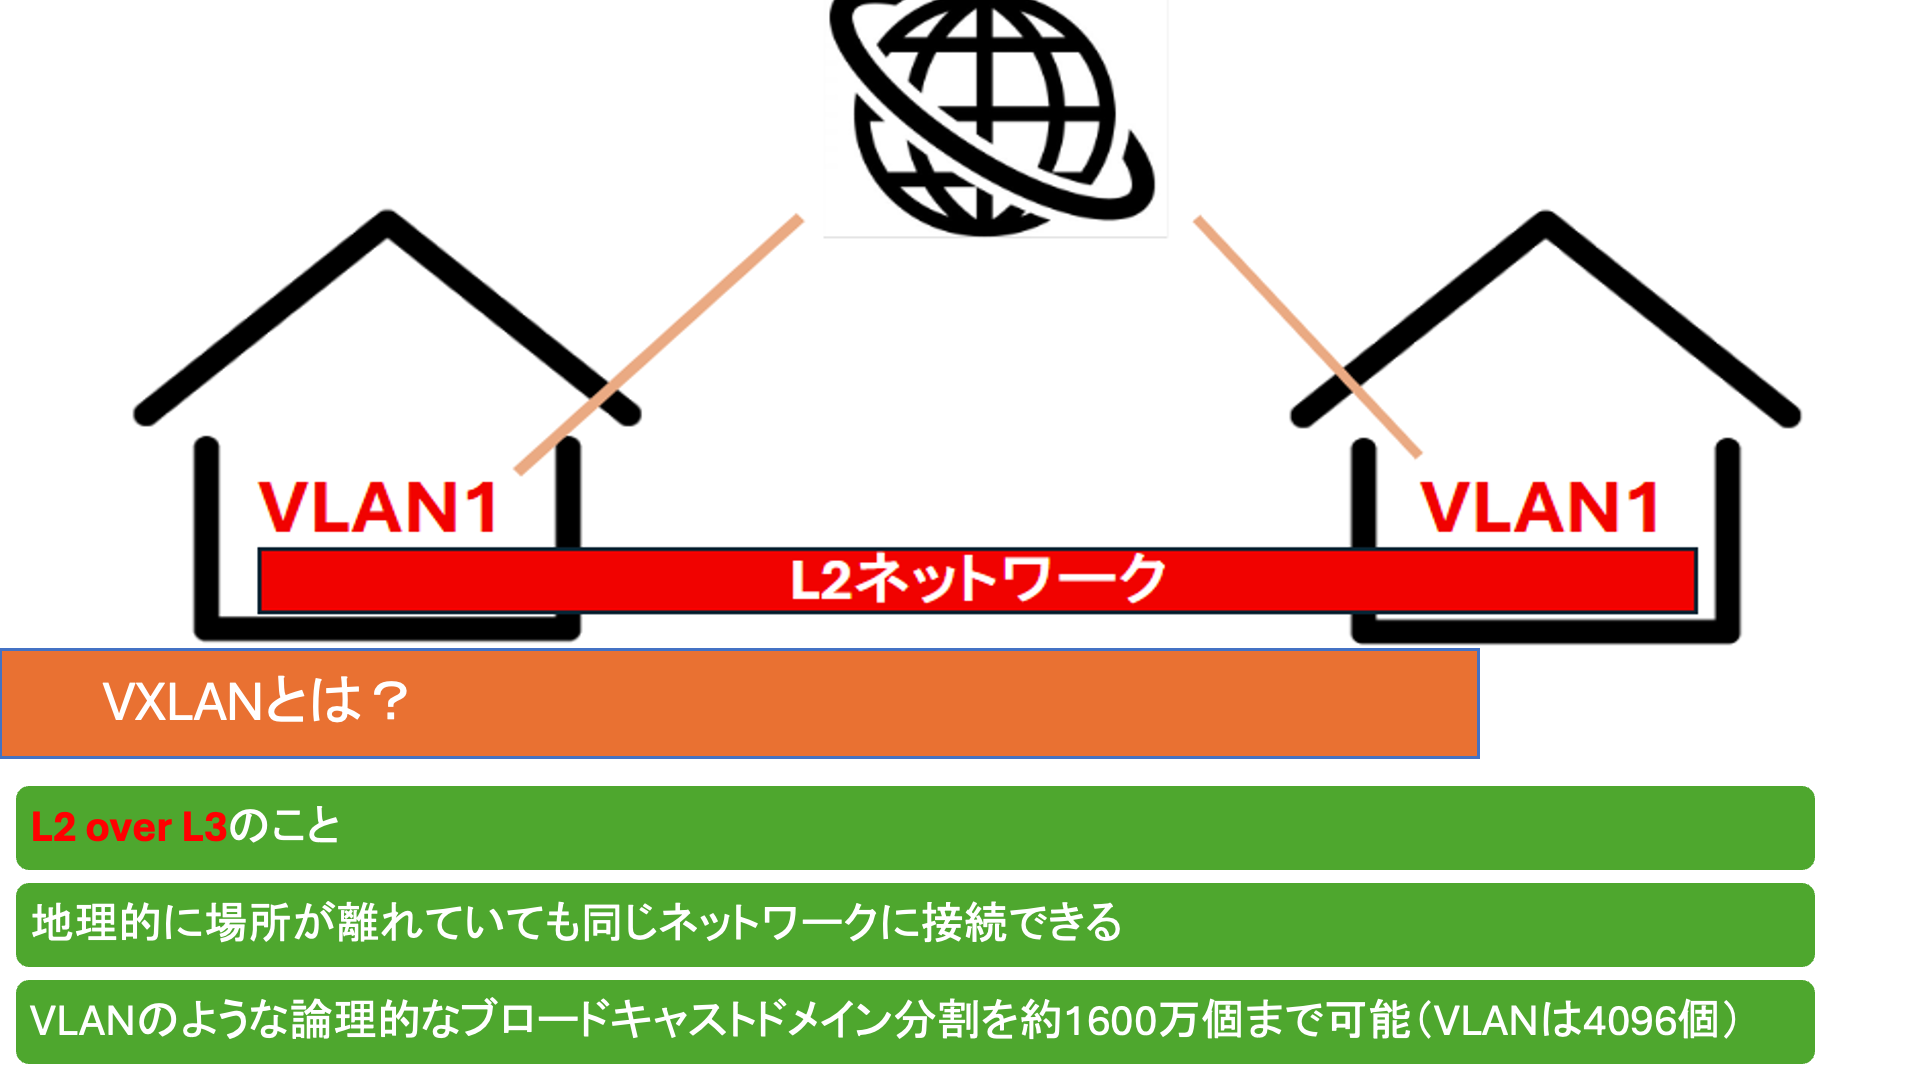 VLAN1
VLAN1
L2ネットワーク
VXLANとは？
L2 over L3のこと
地理的に場所が離れていても同じネットワークに接続できる
VLANのような論理的なブロードキャストドメイン分割を約1600万個まで可能（VLANは4096個）